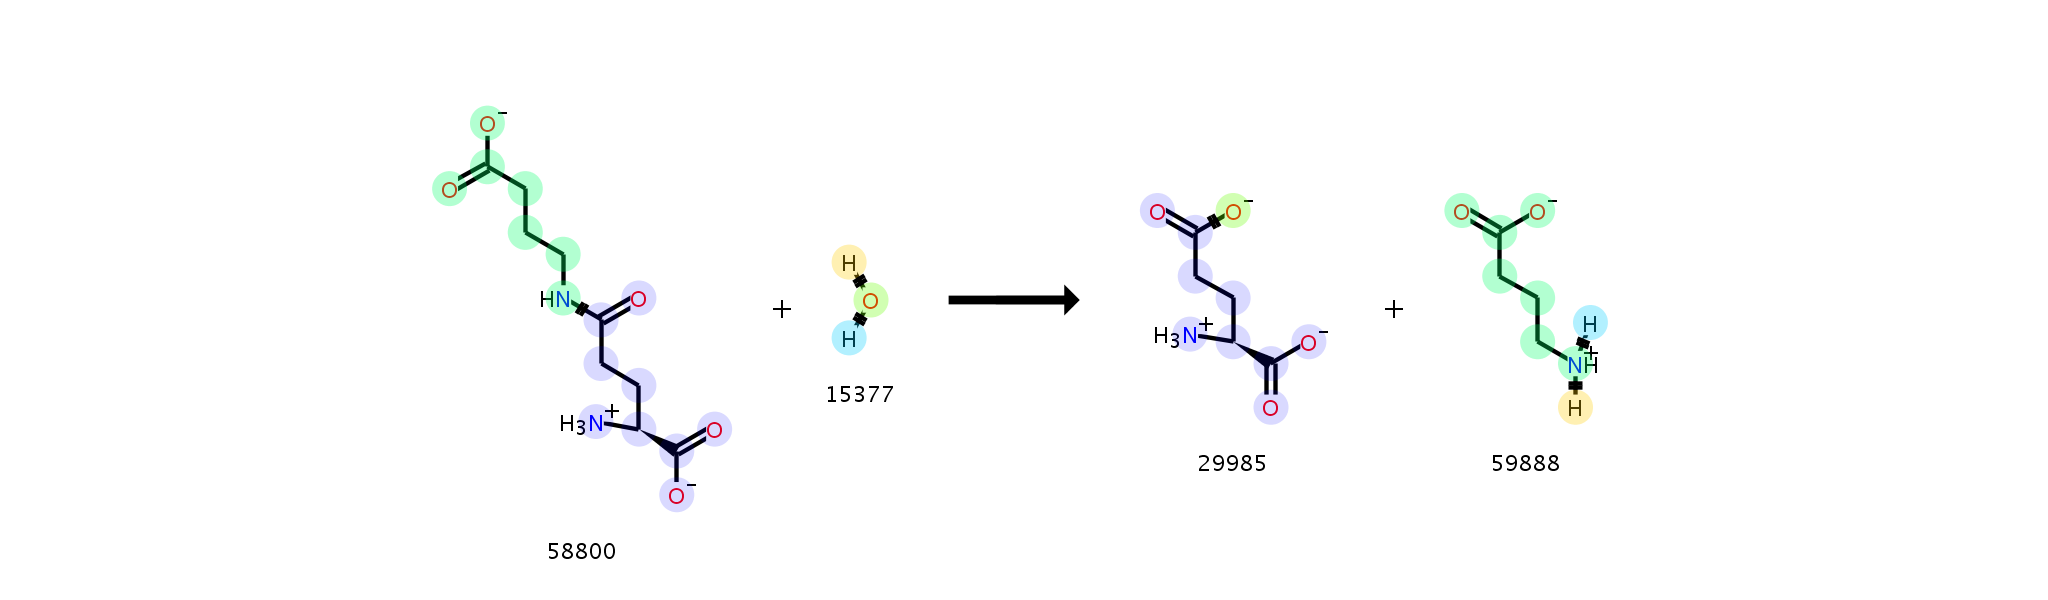 O⁻
O
HN
O
H₃N⁺
O
O⁻
58800
+
H
O
H
15377
O
O⁻
H₃N⁺
O⁻
O
29985
+
O
O⁻
H
NH⁺
H
59888